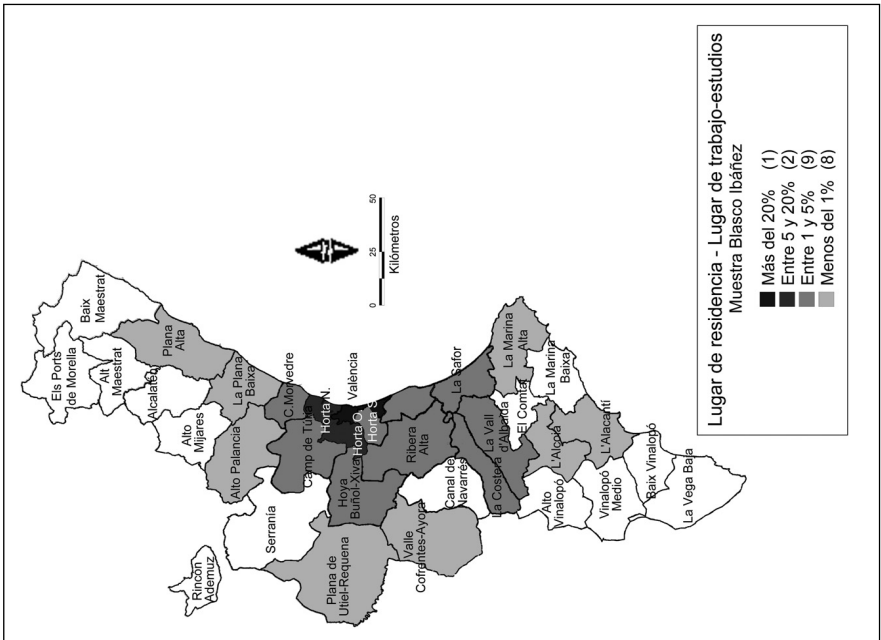 Els Ports
de Morella
Baix
Maestrat
Alt
Maestrat
Alcalatén
Plana
Alta
Alto
Mijares
La Plana
Baixa
Alto Palancia
Rincón
Ademuz
Serranía
C.Morvedre
Camp de Túria
Horta N.
València
Horta O.
Horta S.
Hoya
Buñol-Xiva
Plana de
Utiel-Requena
Ribera
Alta
Valle
Cofrentes-Ayora
Canal de
Navarrés
La Safor
La Costera
La Vall
d'Albaida
La Marina
Alta
El Comtat
L'Alcoià
La Marina
Baixa
L'Alacantí
Alto
Vinalopó
Vinalopó
Medio
Baix Vinalopó
La Vega Baja
0 25 50
Kilómetros
Lugar de residencia - Lugar de trabajo-estudios
Muestra Blasco Ibáñez
Más del 20% (1)
Entre 5 y 20% (2)
Entre 1 y 5% (9)
Menos del 1% (8)